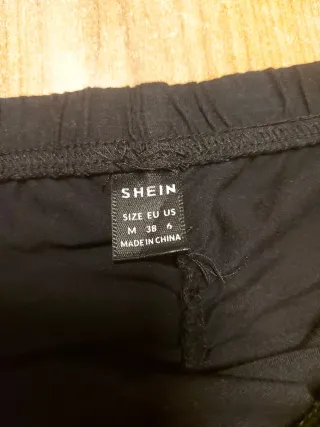 SHEIN
SIZE EU US
M 38 6
MADE IN CHINA